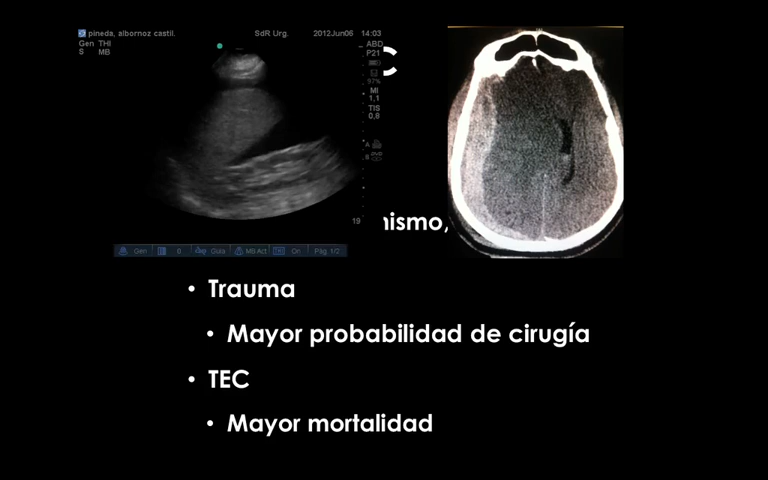 pineda, albornoz castil. SdR Urg. 2012Jun06 14:03
Gen THI
S MB
ABD
P21
97%
MI
1,1
TIS
0,8
A
B
19
Gen 0 Guía MS Act THI On Pág. 1/2
C
nismo,
• Trauma
• Mayor probabilidad de cirugía
• TEC
• Mayor mortalidad